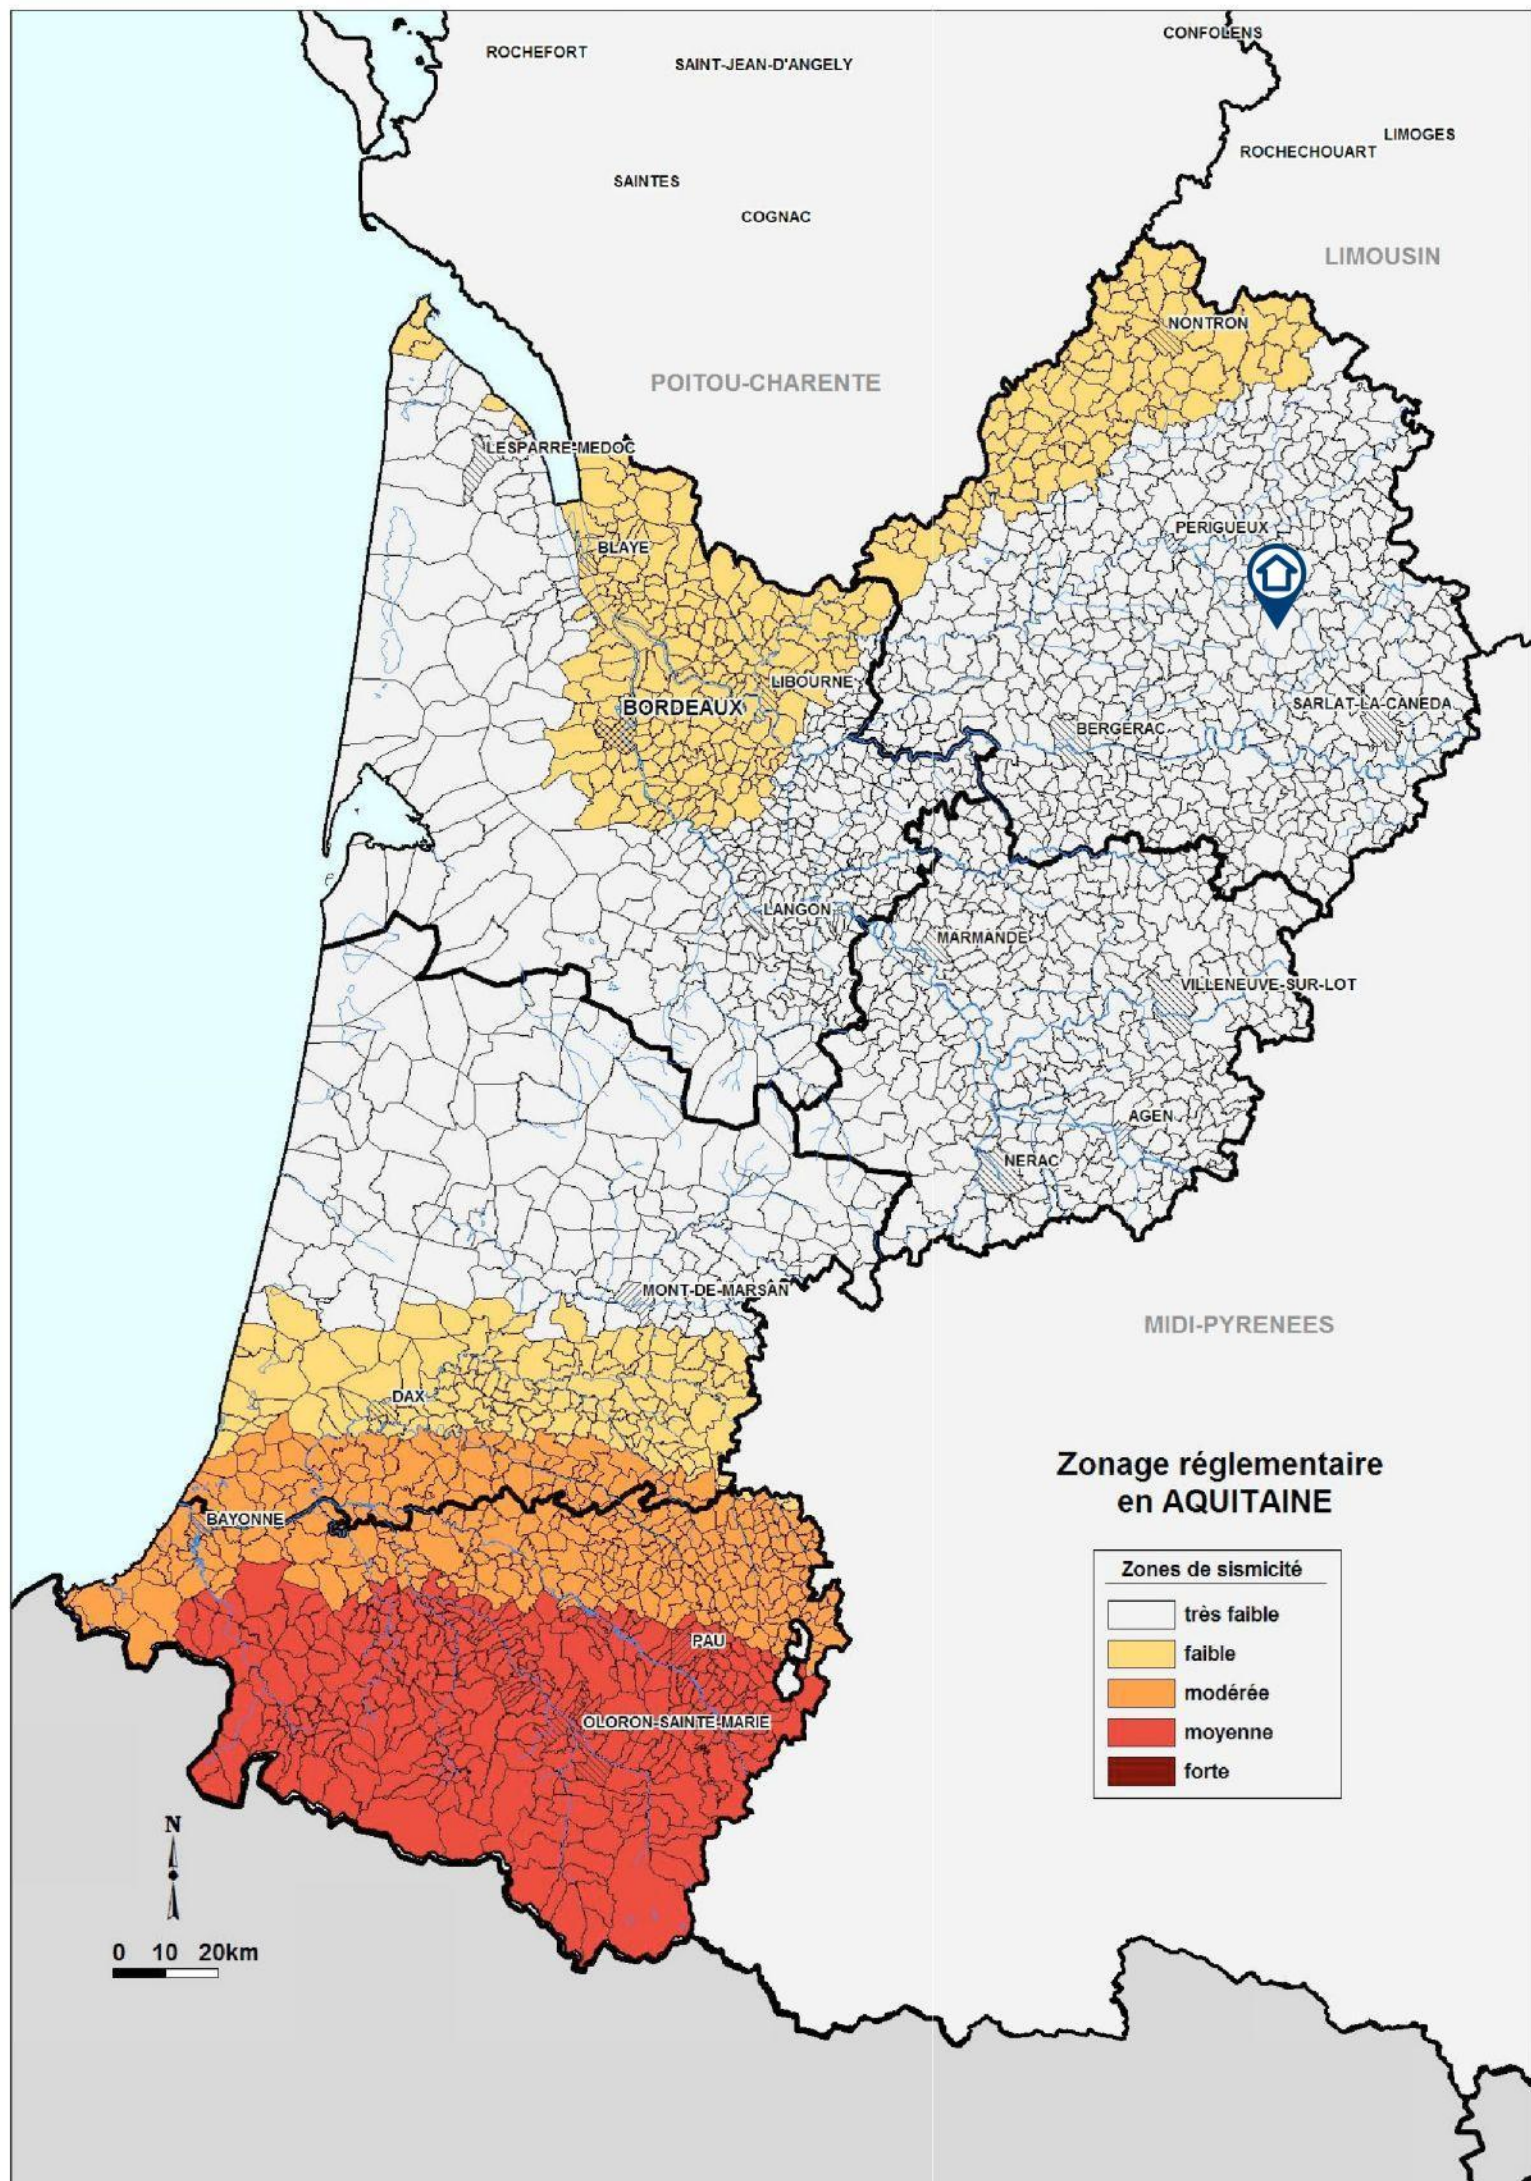 CONFOLENS
ROCHEFORT
SAINT-JEAN-D'ANGELY
LIMOGES
ROCHECHOUART
SAINTES
COGNAC
LIMOUSIN
NONTRON
POITOU-CHARENTE
LESPARRE-MEDOC
PERIGUEUX
BLAYE
LIBOURNE
BORDEAUX
SARLAT-LA-CANEDA
BERGERAC
LANGON
MARMANDE
VILLENEUVE-SUR-LOT
AGEN
NERAC
MONT-DE-MARSAN
MIDI-PYRENEES
DAX
Zonage réglementaire
en AQUITAINE
BAYONNE
Zones de sismicité
très faible
faible
modérée
moyenne
forte
PAU
OLORON-SAINTE-MARIE
N
0 10 20km